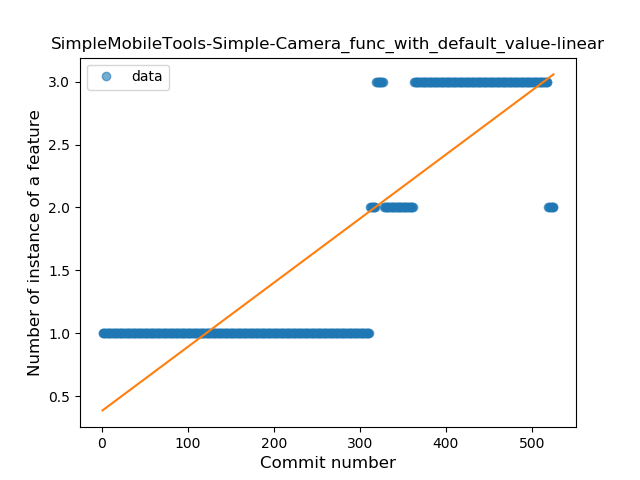 SimpleMobileTools-Simple-Camera_func_with_default_value-linear
data
Number of instance of a feature
3.0
2.5
2.0
1.5
1.0
0.5
0 100 200 300 400 500
Commit number